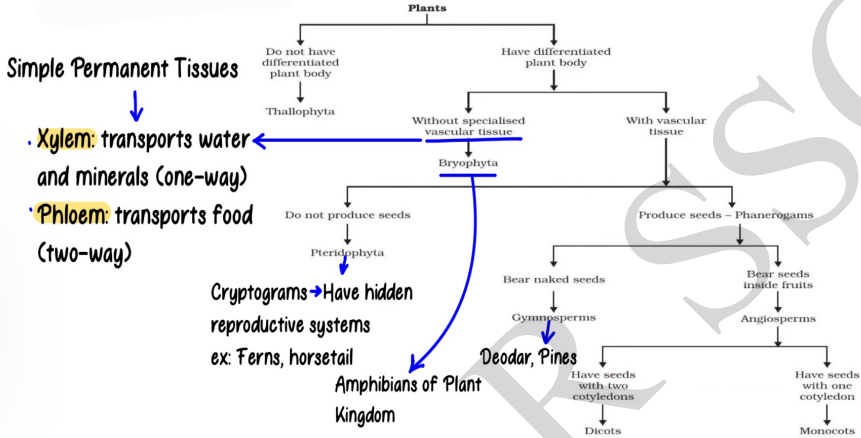 Plants
Do not have
differentiated
plant body
Have differentiated
plant body
Thallophyta
Simple Permanent Tissues
Without specialised
vascular tissue
With vascular
tissue
. Xylem: transports water
and minerals (one-way)
Bryophyta
· Phloem: transports food
(two-way)
Do not produce seeds
Produce seeds – Phanerogams
Pteridophyta
Bear naked seeds
Bear seeds
inside fruits
Cryptograms → Have hidden
reproductive systems
ex: Ferns, horsetail
Gymnosperms
Angiosperms
Deodar, Pines
Amphibians of Plant
Kingdom
Have seeds
with two
cotyledons
Have seeds
with one
cotyledon
Dicots
Monocots
R SSC